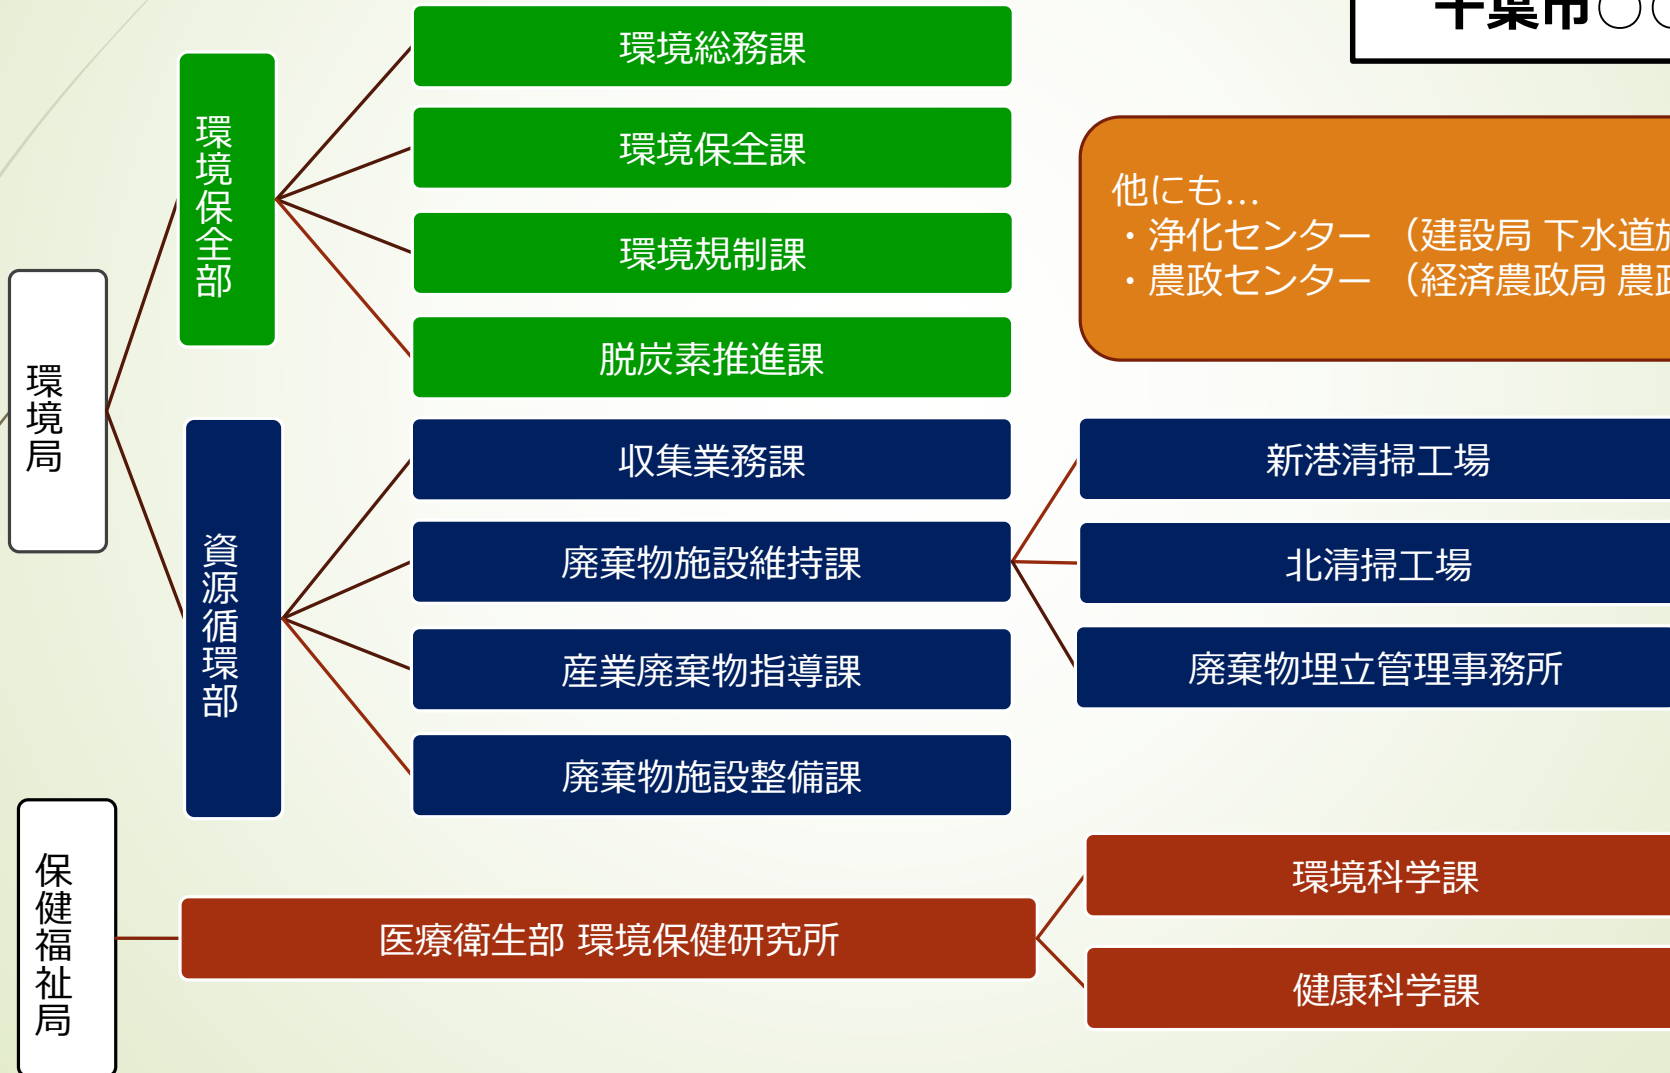 千葉市○
環境局
環境保全部
環境総務課
環境保全課
環境規制課
脱炭素推進課
他にも…
・浄化センター （建設局 下水道
・農政センター （経済農政局 農
資源循環部
収集業務課
廃棄物施設維持課
産業廃棄物指導課
廃棄物施設整備課
新港清掃工場
北清掃工場
廃棄物埋立管理事務所
保健福祉局
医療衛生部 環境保健研究所
環境科学課
健康科学課